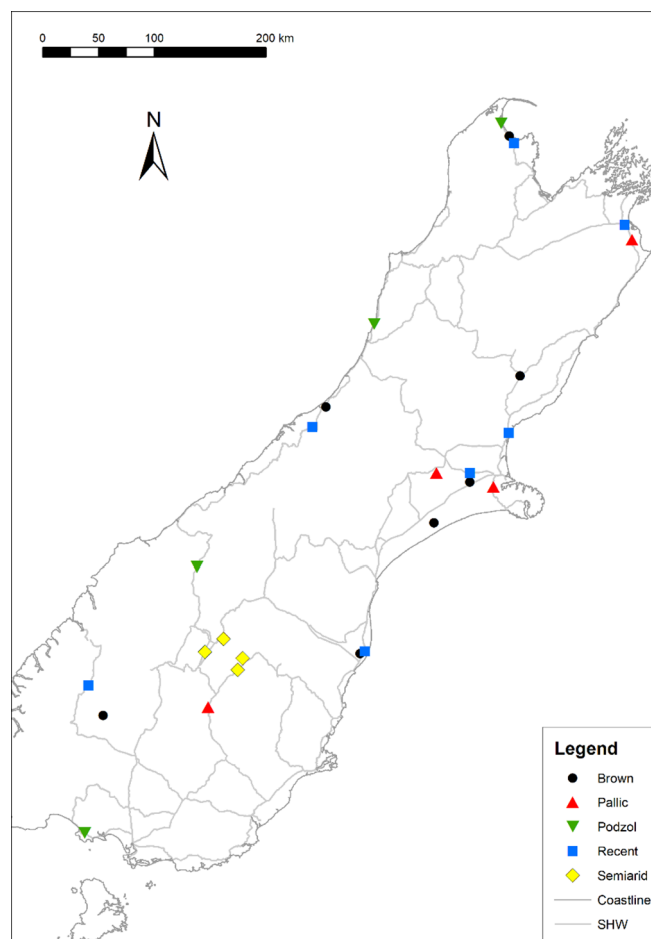 0 50 100 200 km
N
Legend
Brown
Pallic
Podzol
Recent
Semiarid
Coastline
SHW